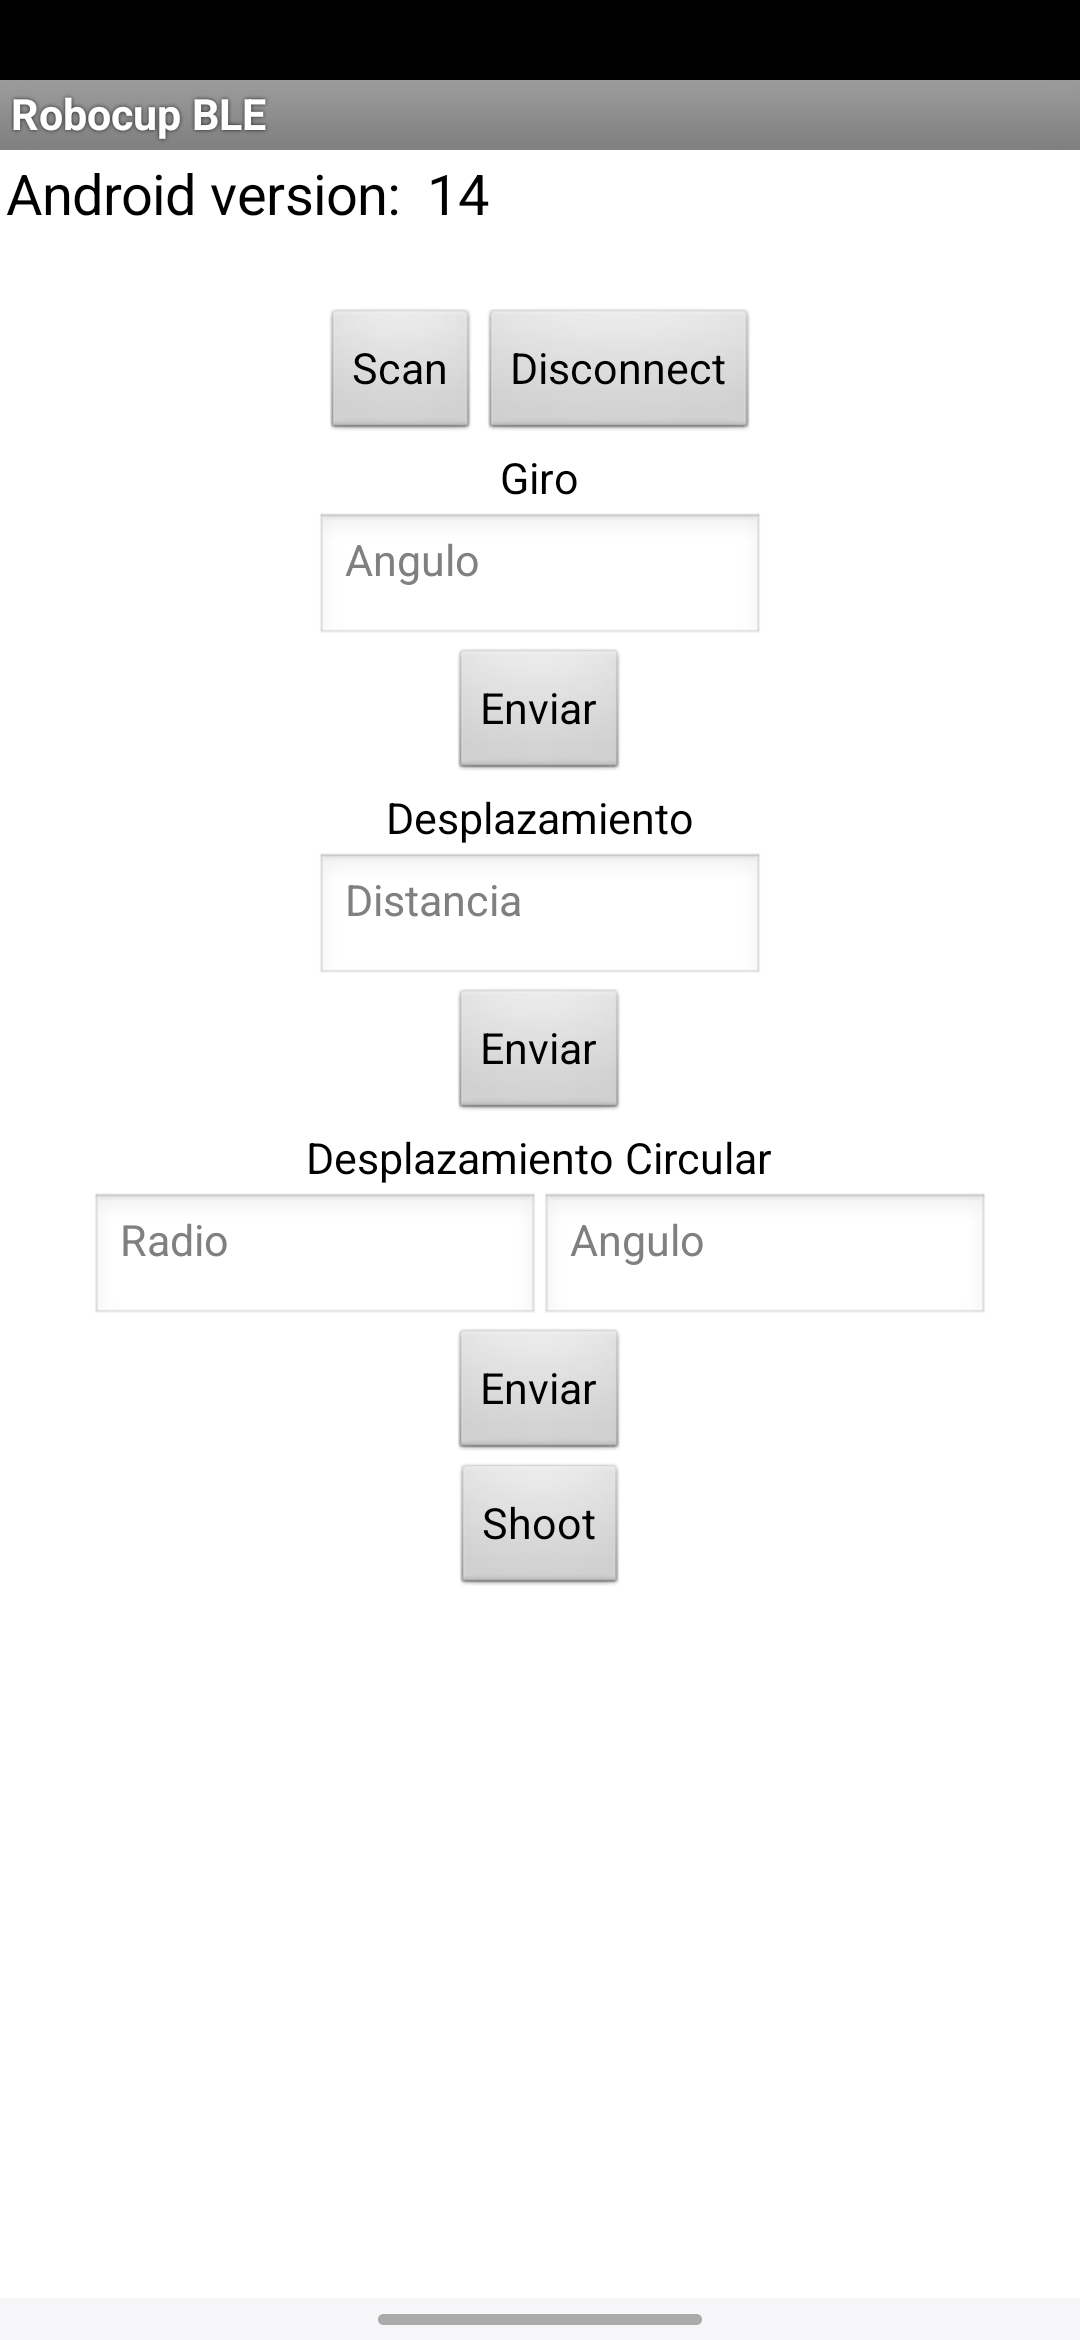 Robocup BLE
Android version: 14
Scan Disconnect
Giro
Angulo
Enviar
Desplazamiento
Distancia
Enviar
Desplazamiento Circular
Radio Angulo
Enviar
Shoot